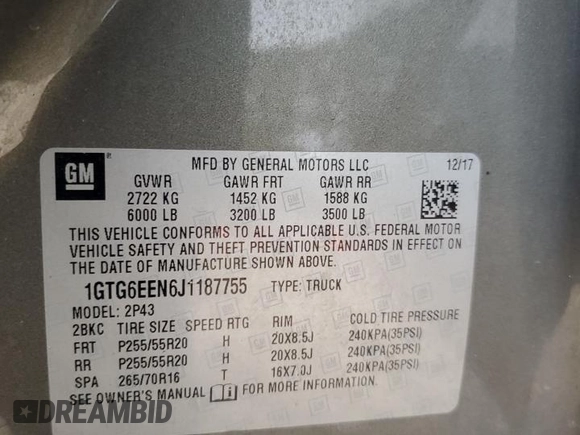 GM
MFD BY GENERAL MOTORS LLC 12/17
GVWR GAWR FRT GAWR RR
2722 KG 1452 KG 1588 KG
6000 LB 3200 LB 3500 LB
THIS VEHICLE CONFORMS TO ALL APPLICABLE U.S. FEDERAL MOTOR
VEHICLE SAFETY AND THEFT PREVENTION STANDARDS IN EFFECT ON
THE DATE OF MANUFACTURE SHOWN ABOVE.
1GTG6EEN6J1187755 TYPE: TRUCK
MODEL: 2P43
2BKC TIRE SIZE SPEED RTG RIM COLD TIRE PRESSURE
FRT P255/55R20 H 20X8.5J 240KPA(35PSI)
RR P255/55R20 H 20X8.5J 240KPA(35PSI)
SPA 265/70R16 T 16X7.0J 240KPA(35PSI)
SEE OWNER'S MANUAL FOR MORE INFORMATION.
DREAMBID